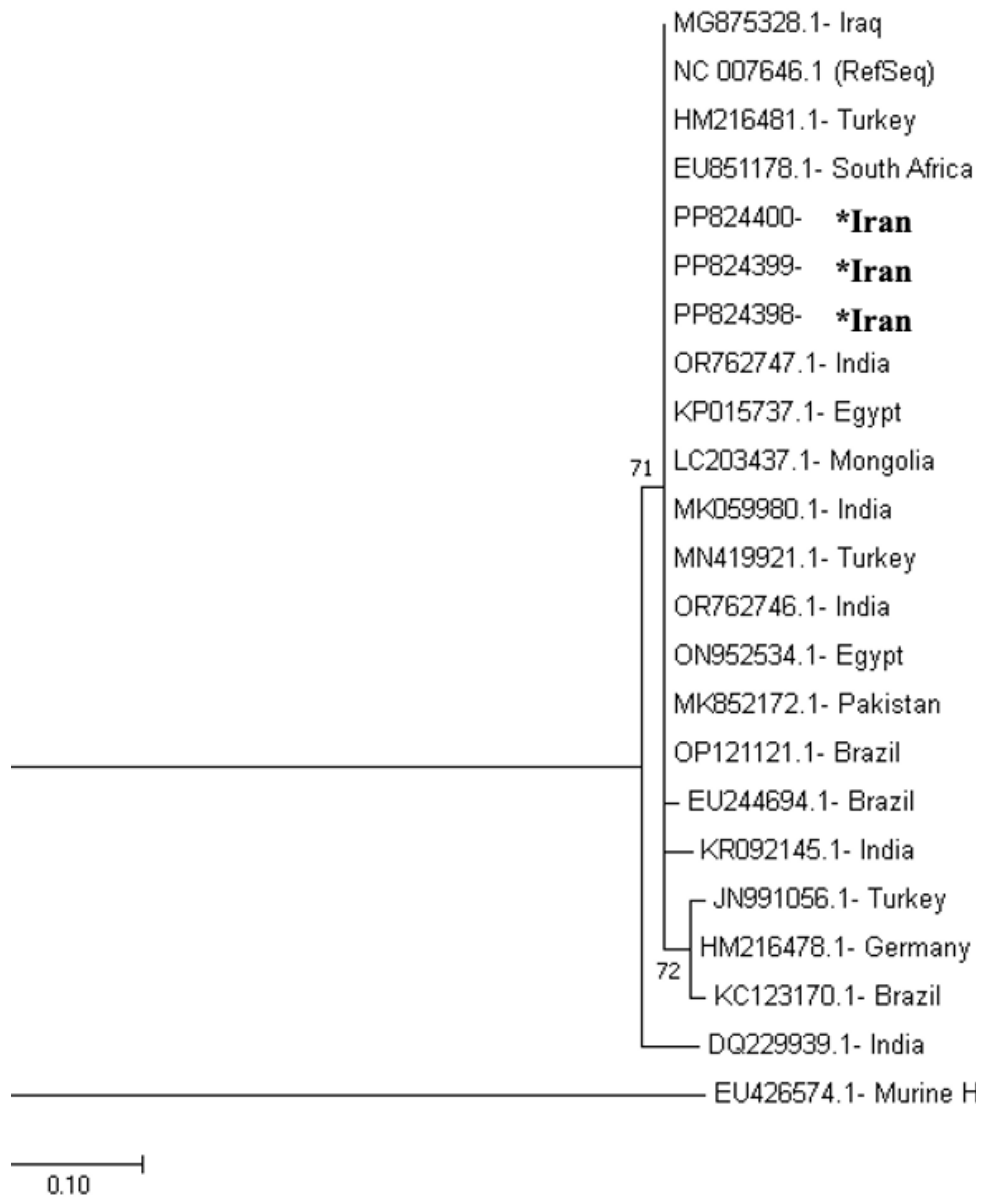 MG875328.1- Iraq
NC 007646.1 (RefSeq)
HM216481.1- Turkey
EU851178.1- South Africa
PP824400- *Iran
PP824399- *Iran
PP824398- *Iran
OR762747.1- India
KP015737.1- Egypt
71 LC203437.1- Mongolia
MK059980.1- India
MN419921.1- Turkey
OR762746.1- India
ON952534.1- Egypt
MK852172.1- Pakistan
OP121121.1- Brazil
EU244694.1- Brazil
KR092145.1- India
JN991056.1- Turkey
HM216478.1- Germany
72 KC123170.1- Brazil
DQ229939.1- India
EU426574.1- Murine H
0.10